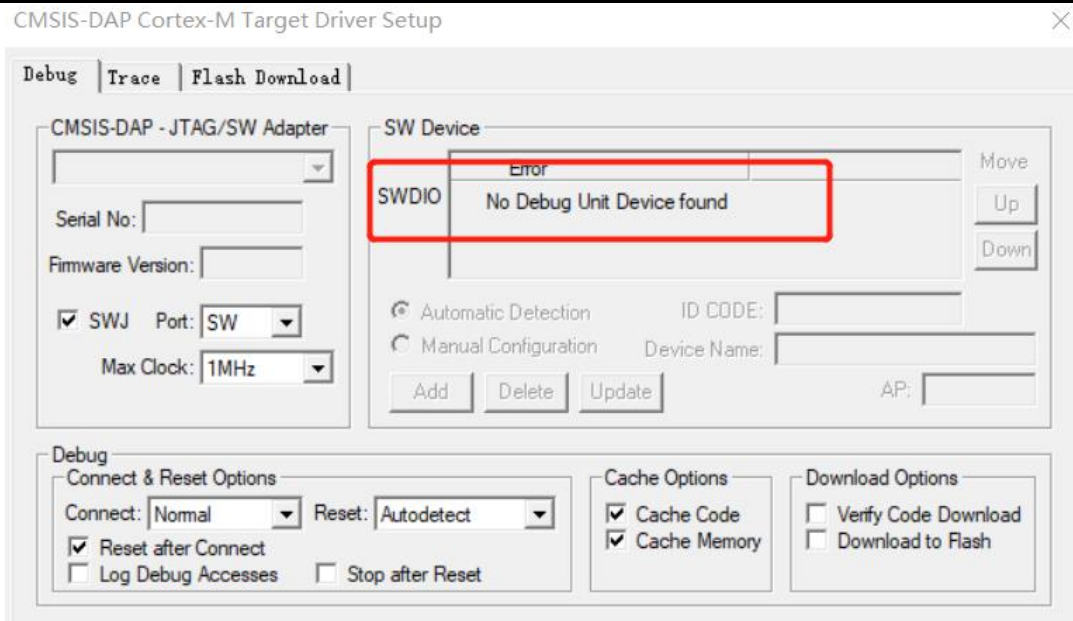 CMSIS-DAP Cortex-M Target Driver Setup
Debug Trace Flash Download
CMSIS-DAP - JTAG/SW Adapter
Serial No:
Firmware Version:
SWJ Port: SW
Max Clock: 1MHz
SW Device
Error
SWDIO No Debug Unit Device found
Move
Up
Down
Automatic Detection ID CODE:
Manual Configuration Device Name:
Add Delete Update AP:
Debug
Connect & Reset Options
Connect: Normal Reset: Autodetect
Reset after Connect
Log Debug Accesses Stop after Reset
Cache Options
Cache Code
Cache Memory
Download Options
Verify Code Download
Download to Flash